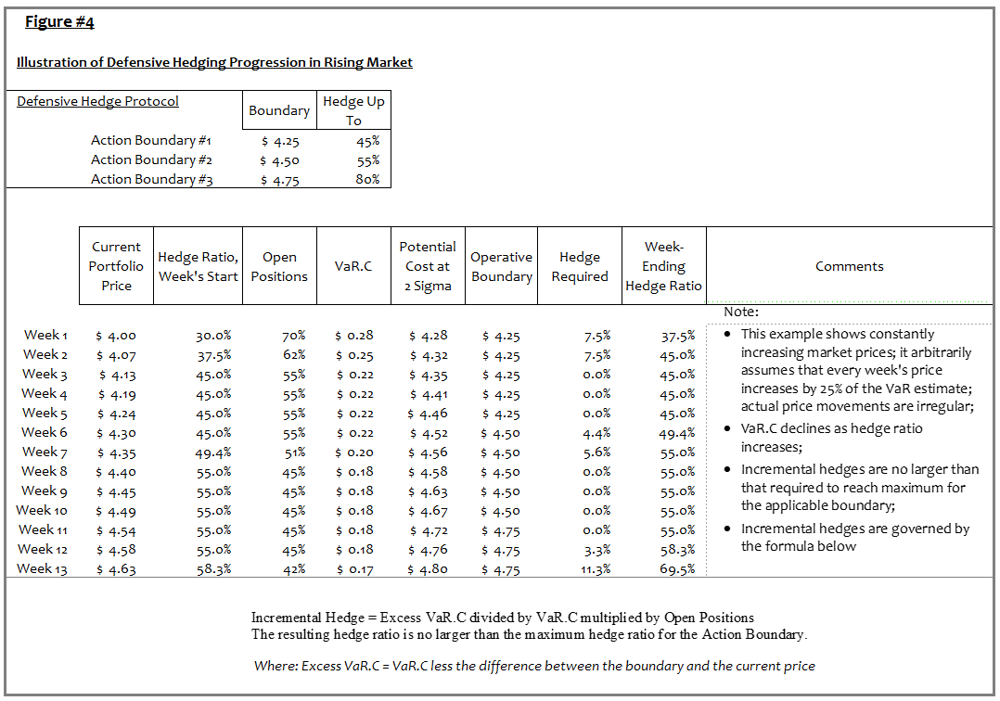 Figure #4
Illustration of Defensive Hedging Progression in Rising Market
Defensive Hedge Protocol Boundary Hedge Up To
Action Boundary #1 $ 4.25 45%
Action Boundary #2 $ 4.50 55%
Action Boundary #3 $ 4.75 80%
Current Portfolio Price Hedge Ratio, Week's Start Open Positions VaR.C Potential Cost at 2 Sigma Operative Boundary Hedge Required Week-Ending Hedge Ratio Comments
Week 1 $ 4.00 30.0% 70% $ 0.28 $ 4.28 $ 4.25 7.5% 37.5%
Week 2 $ 4.07 37.5% 62% $ 0.25 $ 4.32 $ 4.25 7.5% 45.0%
Week 3 $ 4.13 45.0% 55% $ 0.22 $ 4.35 $ 4.25 0.0% 45.0%
Week 4 $ 4.19 45.0% 55% $ 0.22 $ 4.41 $ 4.25 0.0% 45.0%
Week 5 $ 4.24 45.0% 55% $ 0.22 $ 4.46 $ 4.25 0.0% 45.0%
Week 6 $ 4.30 45.0% 55% $ 0.22 $ 4.52 $ 4.50 4.4% 49.4%
Week 7 $ 4.35 49.4% 51% $ 0.20 $ 4.56 $ 4.50 5.6% 55.0%
Week 8 $ 4.40 55.0% 45% $ 0.18 $ 4.58 $ 4.50 0.0% 55.0%
Week 9 $ 4.45 55.0% 45% $ 0.18 $ 4.63 $ 4.50 0.0% 55.0%
Week 10 $ 4.49 55.0% 45% $ 0.18 $ 4.67 $ 4.50 0.0% 55.0%
Week 11 $ 4.54 55.0% 45% $ 0.18 $ 4.72 $ 4.75 0.0% 55.0%
Week 12 $ 4.58 55.0% 45% $ 0.18 $ 4.76 $ 4.75 3.3% 58.3%
Week 13 $ 4.63 58.3% 42% $ 0.17 $ 4.80 $ 4.75 11.3% 69.5%
Note:
• This example shows constantly
increasing market prices; it arbitrarily
assumes that every week's price
increases by 25% of the VaR estimate;
actual price movements are irregular;
• VaR.C declines as hedge ratio
increases;
• Incremental hedges are no larger than
that required to reach maximum for
the applicable boundary;
• Incremental hedges are governed by
the formula below
Incremental Hedge = Excess VaR.C divided by VaR.C multiplied by Open Positions
The resulting hedge ratio is no larger than the maximum hedge ratio for the Action Boundary.
Where: Excess VaR.C = VaR.C less the difference between the boundary and the current price